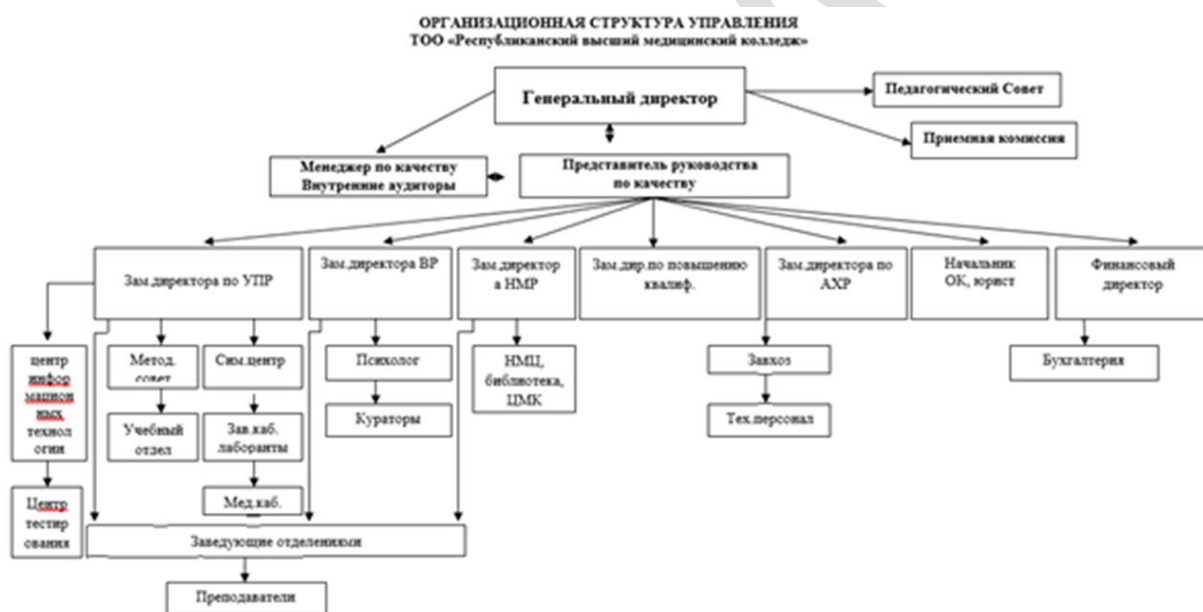 ОРГАНИЗАЦИОННАЯ СТРУКТУРА УПРАВЛЕНИЯ
ТОО «Республиканский высший медицинский колледж»
Генеральный директор
Педагогический Совет
Приемная комиссия
Менеджер по качеству
Внутренние аудиторы
Представитель руководства
по качеству
Зам.директора по УПР
Зам.директора ВР
Зам.директор
а НМР
Зам.дир.по повышению
квалиф.
Зам.директора по
АХР
Начальник
ОК, юрист
Финансовый
директор
центр
инфор
мацион
ных
технол
огии
Метод.
совет
Сим.центр
Психолог
НМЦ,
библиотека,
ЦМК
Завхоз
Бухгалтерия
Учебный
отдел
Зав.каб.
лаборанты
Кураторы
Тех.персонал
Центр
тестир
ования
Мед.каб.
Заведующие отделениями
Преподаватели